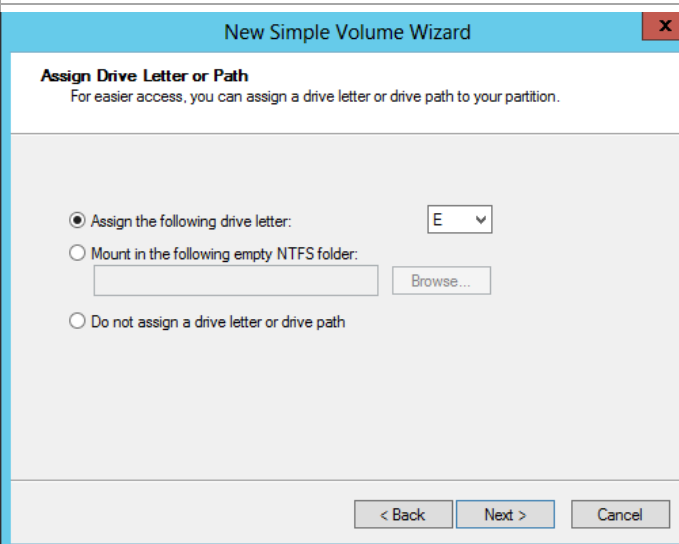 New Simple Volume Wizard
x
Assign Drive Letter or Path
For easier access, you can assign a drive letter or drive path to your partition.
Assign the following drive letter: E
Mount in the following empty NTFS folder:
Browse...
Do not assign a drive letter or drive path
< Back Next > Cancel